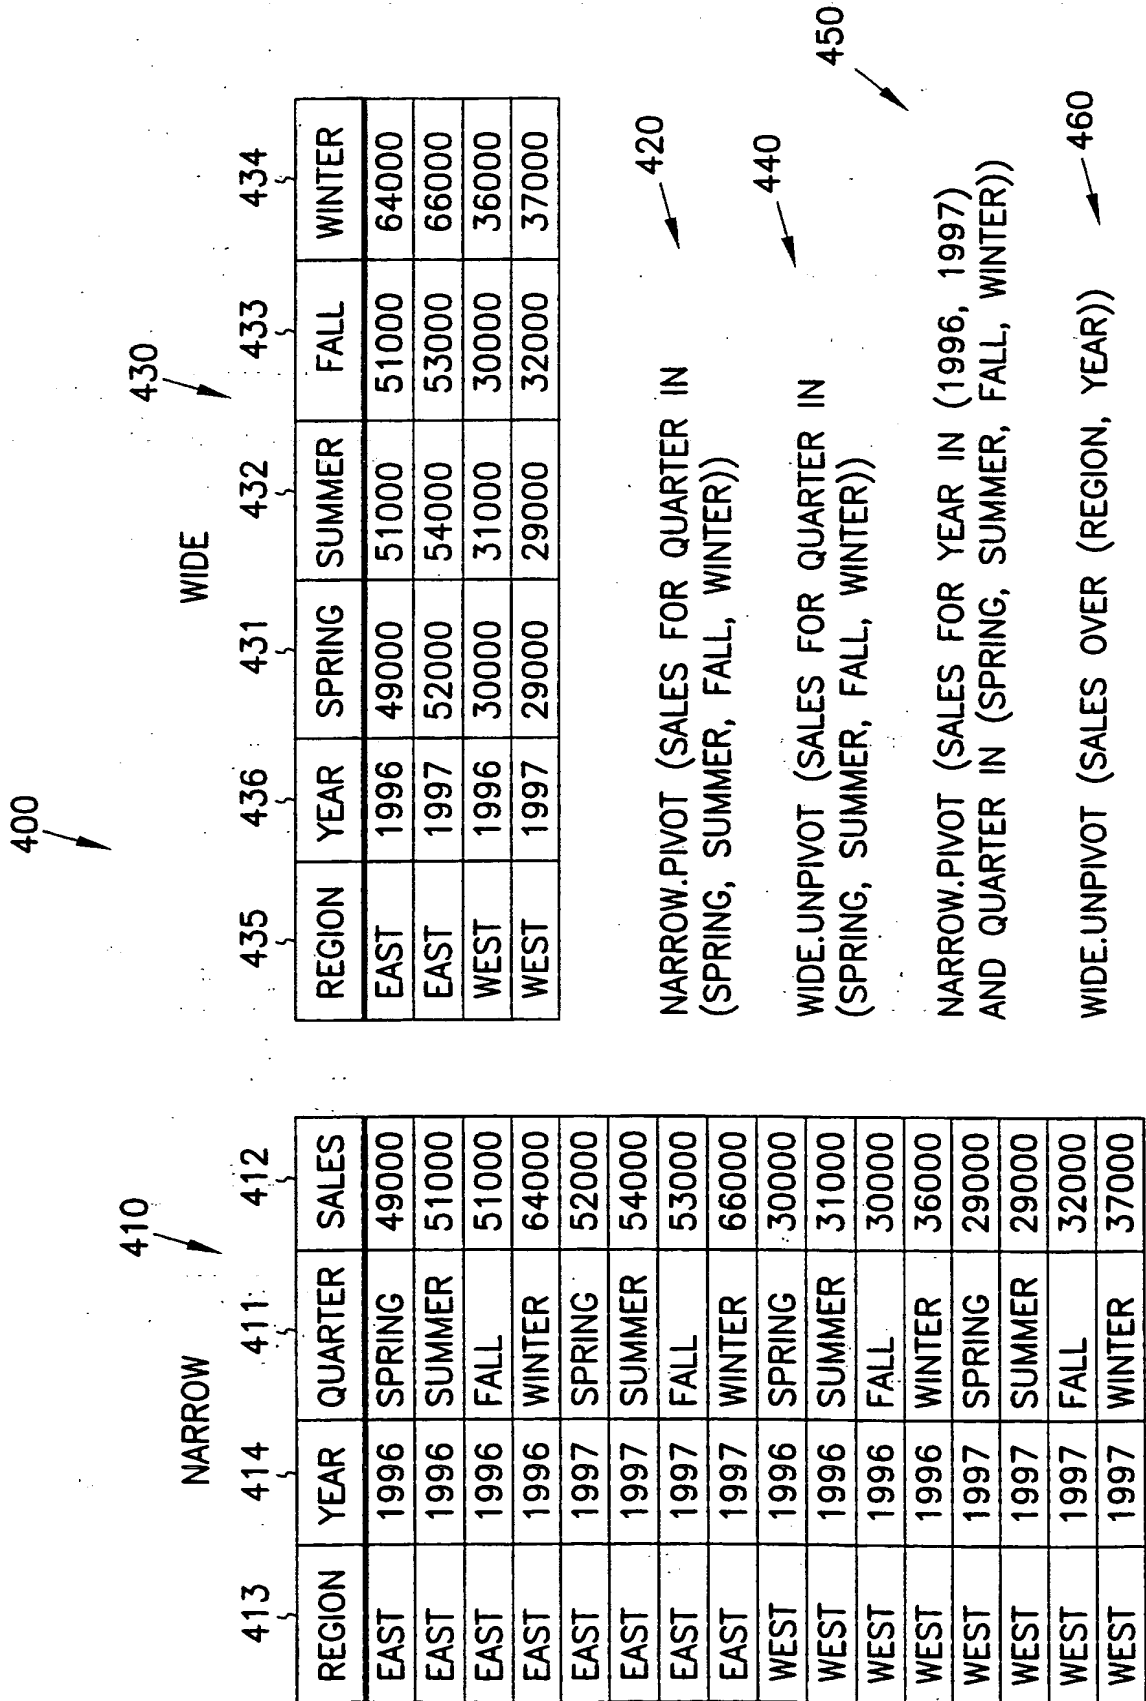 400
NARROW
410
413 414 411 412
REGION YEAR QUARTER SALES
EAST 1996 SPRING 49000
EAST 1996 SUMMER 51000
EAST 1996 FALL 51000
EAST 1996 WINTER 64000
EAST 1997 SPRING 52000
EAST 1997 SUMMER 54000
EAST 1997 FALL 53000
EAST 1997 WINTER 66000
WEST 1996 SPRING 30000
WEST 1996 SUMMER 31000
WEST 1996 FALL 30000
WEST 1996 WINTER 36000
WEST 1997 SPRING 29000
WEST 1997 SUMMER 29000
WEST 1997 FALL 32000
WEST 1997 WINTER 37000
WIDE
430
435 436 431 432 433 434
REGION YEAR SPRING SUMMER FALL WINTER
EAST 1996 49000 51000 51000 64000
EAST 1997 52000 54000 53000 66000
WEST 1996 30000 31000 30000 36000
WEST 1997 29000 29000 32000 37000
NARROW.PIVOT (SALES FOR QUARTER IN
(SPRING, SUMMER, FALL, WINTER))
420
WIDE.UNPIVOT (SALES FOR QUARTER IN
(SPRING, SUMMER, FALL, WINTER))
440
NARROW.PIVOT (SALES FOR YEAR IN (1996, 1997)
AND QUARTER IN (SPRING, SUMMER, FALL, WINTER))
450
WIDE.UNPIVOT (SALES OVER (REGION, YEAR))
460